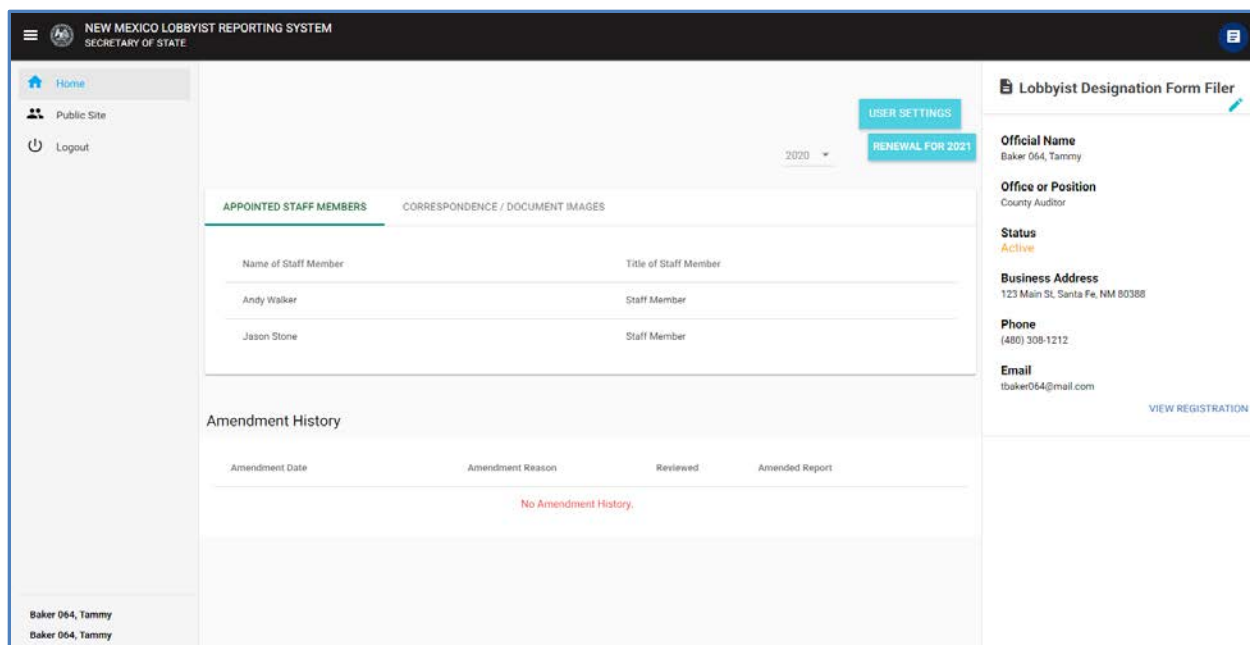 NEW MEXICO LOBBYIST REPORTING SYSTEM
SECRETARY OF STATE
Home
Public Site
Logout
USER SETTINGS
2020
RENEWAL FOR 2021
APPOINTED STAFF MEMBERS CORRESPONDENCE / DOCUMENT IMAGES
Name of Staff Member Title of Staff Member
Andy Walker Staff Member
Jason Stone Staff Member
Amendment History
Amendment Date Amendment Reason Reviewed Amended Report
No Amendment History.
Lobbyist Designation Form Filer
Official Name
Baker 064, Tammy
Office or Position
County Auditor
Status
Active
Business Address
123 Main St, Santa Fe, NM 80388
Phone
(480) 308-1212
Email
tbaker064@mail.com
VIEW REGISTRATION
Baker 064, Tammy
Baker 064, Tammy